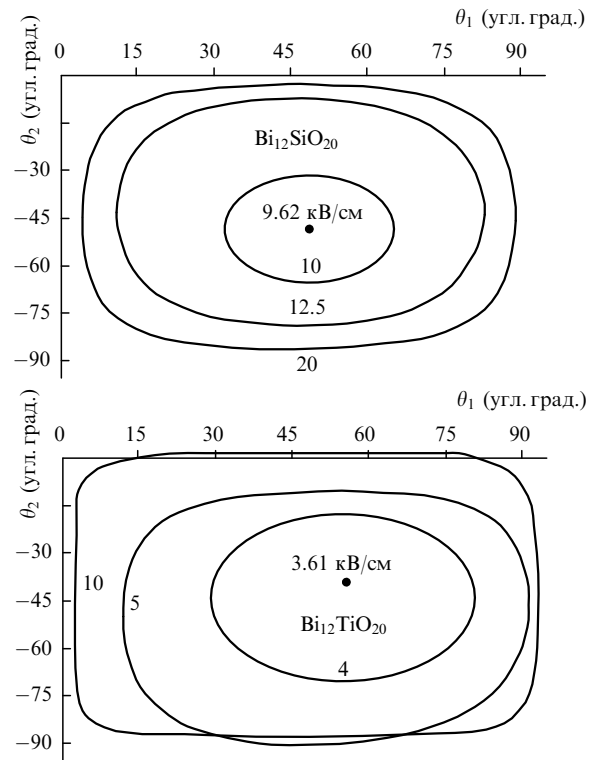 θ₁ (угл. град.)
0 15 30 45 60 75 90
θ₂ (угл. град.)
Bi₁₂SiO₂₀
−30
−45
9.62 кВ/см
−60
10
−75
12.5
−90
20
θ₁ (угл. град.)
0 15 30 45 60 75 90
θ₂ (угл. град.)
−30
3.61 кВ/см
10
−45
5
Bi₁₂TiO₂₀
−60
4
−75
−90